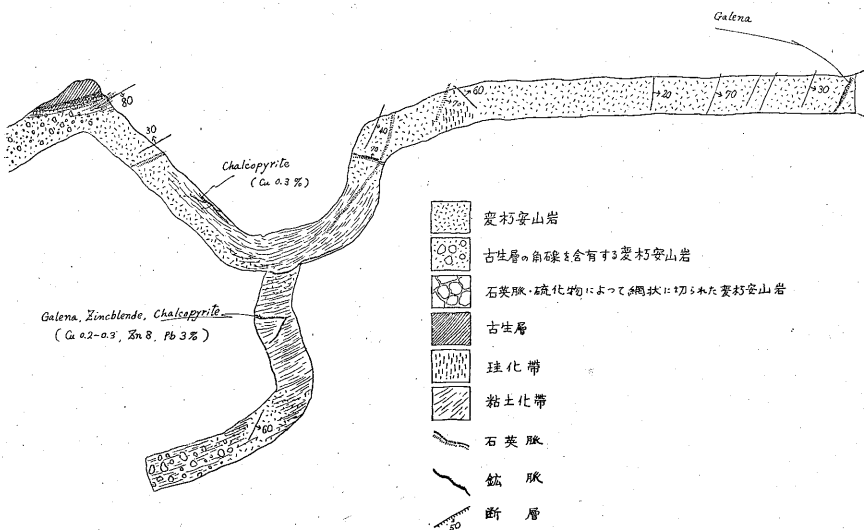 Galena
80
30
60
70
20
70
30
40
70
Chalcopyrite
(Cu 0.3 %)
Galena, Zincblende, Chalcopyrite
(Cu 0.2-0.3, Zn 8, Pb 3%)
60
変朽安山岩
古生層の角礫を含有する変朽安山岩
石英脈・硫化物によって網状に切られた変朽安山岩
古生層
珪化帯
粘土化帯
石英脈
鉱脈
断層
50